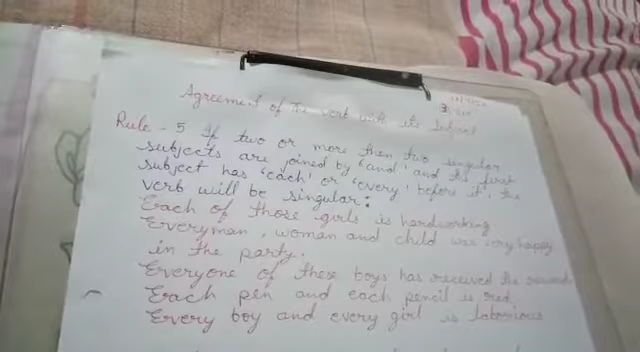 Agreement of the verb with its Subject
Rule - 5 If two or more then two singular
subjects are joined by 'and' and the first
subject has 'each' or 'every' before it, the
verb will be singular:
Each of those girls is hardworking
Everyman, woman and child was very happy
in the party.
Everyone of these boys has received the reward
Each pen and each pencil is red.
Every boy and every girl is laborious